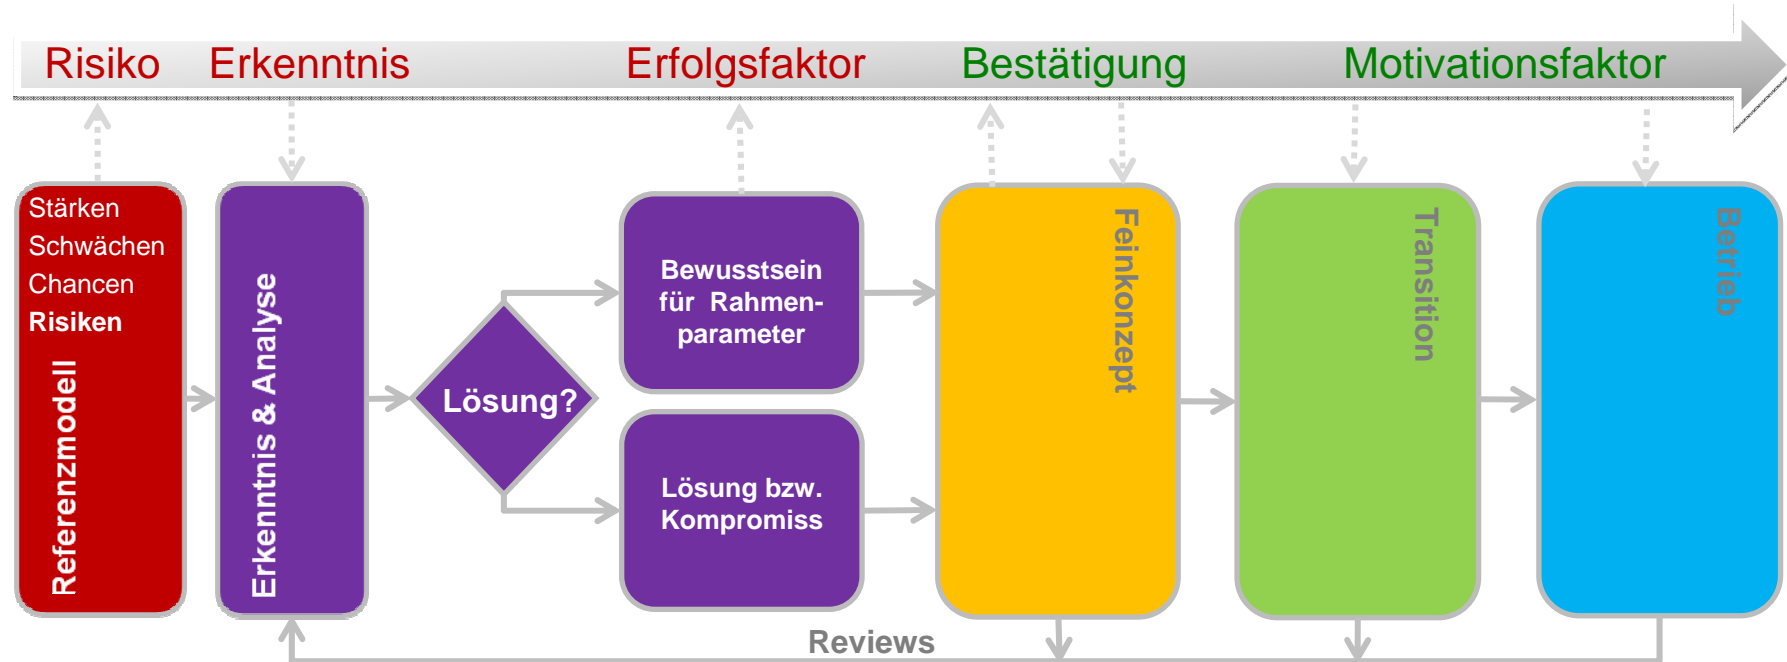 Risiko Erkenntnis Erfolgsfaktor Bestätigung Motivationsfaktor
Stärken
Schwächen
Chancen
Risiken
Referenzmodell
Erkenntnis & Analyse
Lösung?
Bewusstsein
für Rahmen-
parameter
Lösung bzw.
Kompromiss
Feinkonzept
Transition
Betrieb
Reviews